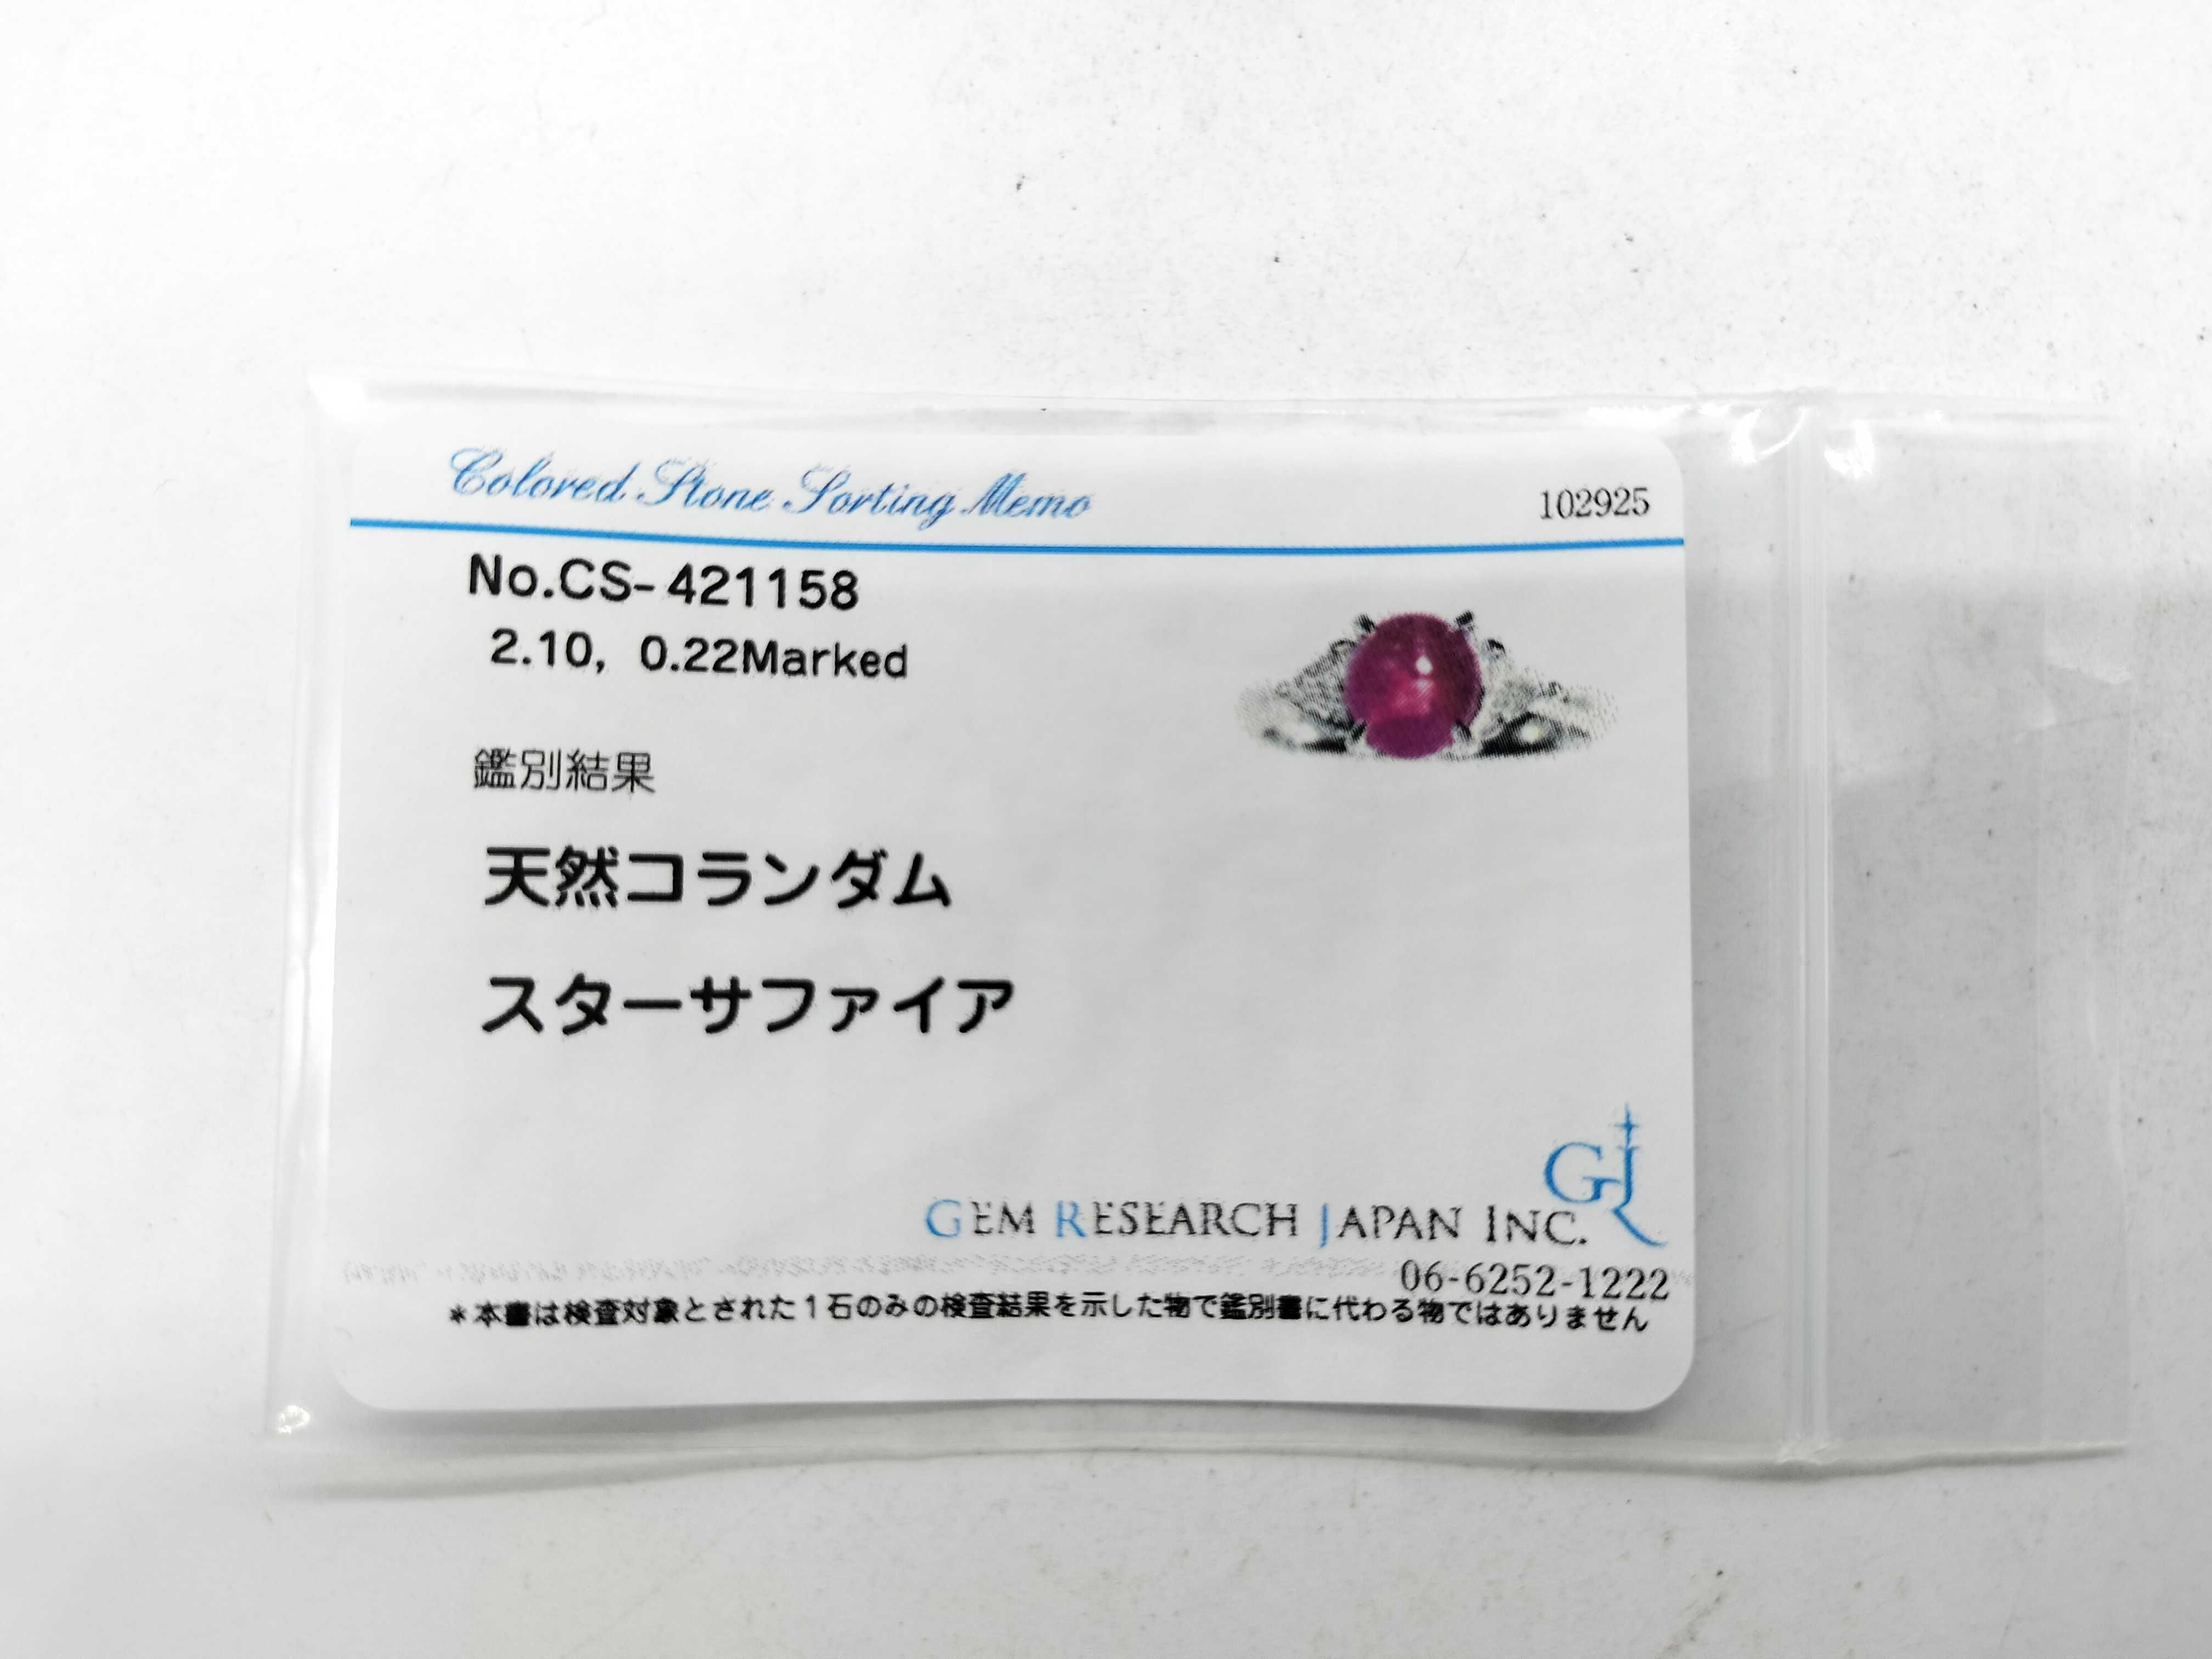 Colored Stone Sorting Memo
102925
No.CS-421158
2.10, 0.22Marked
鑑別結果
天然コランダム
スターサファイア
GJR
GEM RESEARCH JAPAN INC.
06-6252-1222
*本書は検査対象とされた1石のみの検査結果を示した物で鑑別書に代わる物ではありません